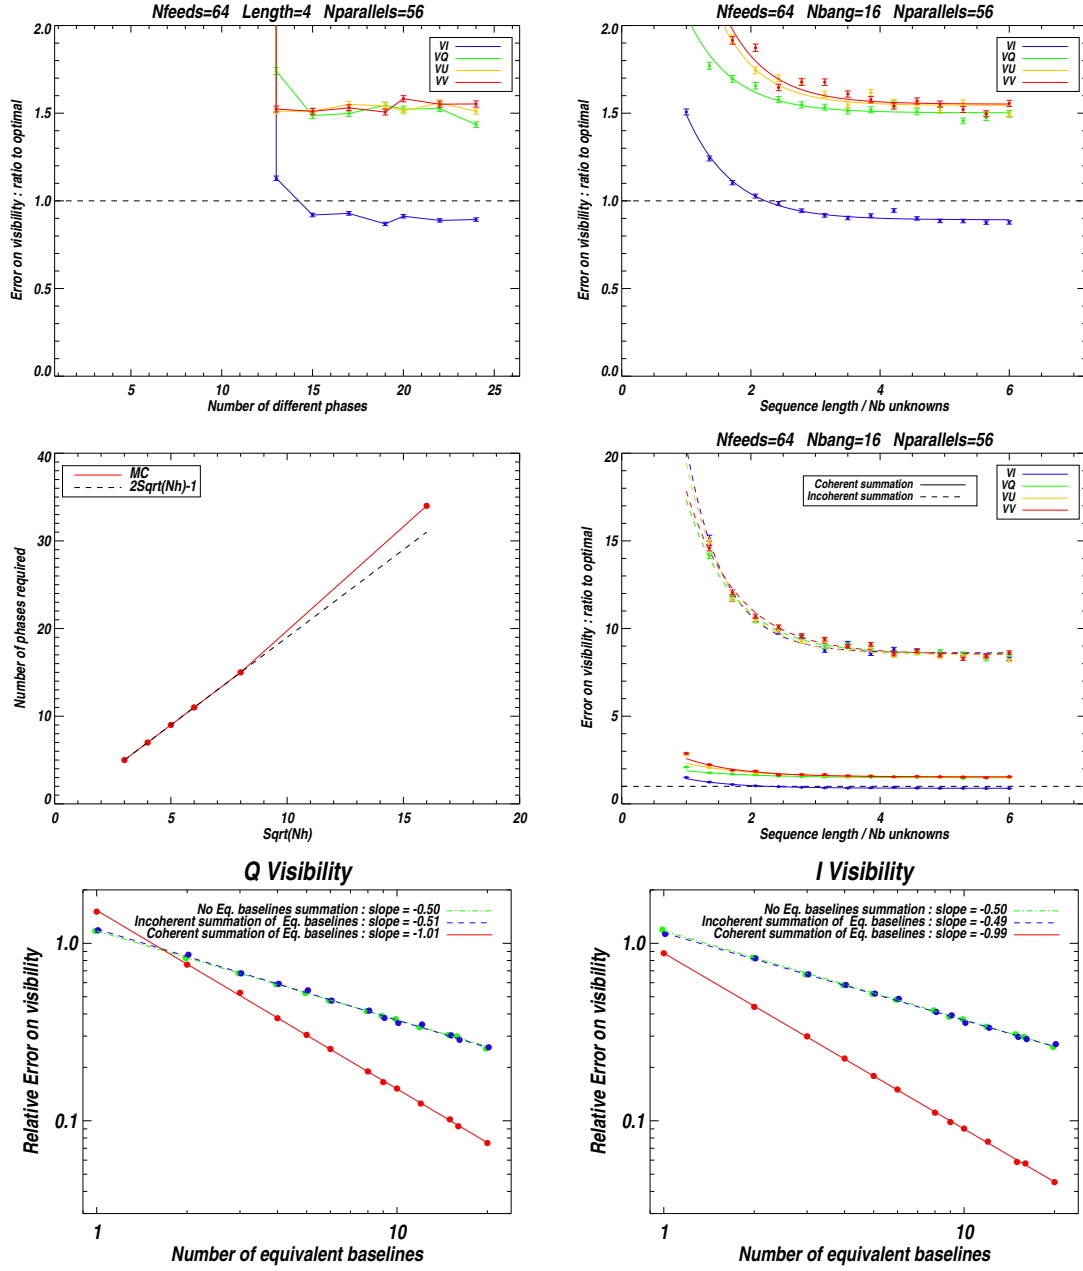 Nfeeds=64 Length=4 Nparallels=56
2.0
1.5
1.0
0.5
0.0
VI
VQ
VU
VV
Error on visibility : ratio to optimal
5
10
15
20
25
Number of different phases
Nfeeds=64 Nbang=16 Nparallels=56
2.0
1.5
1.0
0.5
0.0
VI
VQ
VU
VV
Error on visibility : ratio to optimal
0
2
4
6
Sequence length / Nb unknowns
40
30
20
10
0
MC
2Sqrt(Nh)-1
Number of phases required
0
5
10
15
20
Sqrt(Nh)
Nfeeds=64 Nbang=16 Nparallels=56
20
15
10
5
0
Coherent summation
Incoherent summation
VI
VQ
VU
VV
Error on visibility : ratio to optimal
0
2
4
6
Sequence length / Nb unknowns
Q Visibility
No Eq. baselines summation : slope = -0.50
Incoherent summation of Eq. baselines : slope = -0.51
Coherent summation of Eq. baselines : slope = -1.01
1.0
0.1
Relative Error on visibility
1
10
Number of equivalent baselines
I Visibility
No Eq. baselines summation : slope = -0.50
Incoherent summation of Eq. baselines : slope = -0.49
Coherent summation of Eq. baselines : slope = -0.99
1.0
0.1
Relative Error on visibility
1
10
Number of equivalent baselines